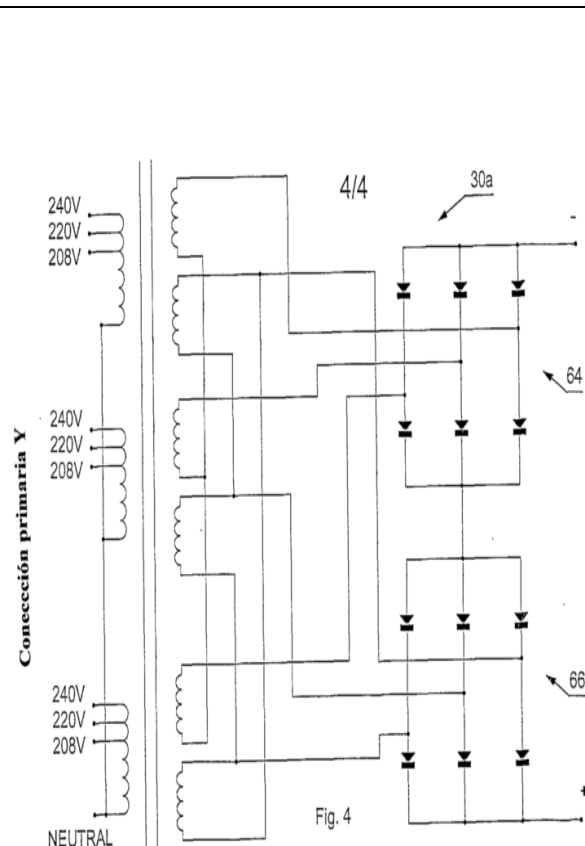 4/4
30a
-
240V
220V
208V
64
240V
220V
208V
Conección primaria Y
66
240V
220V
208V
+
Fig. 4
NEUTRAL